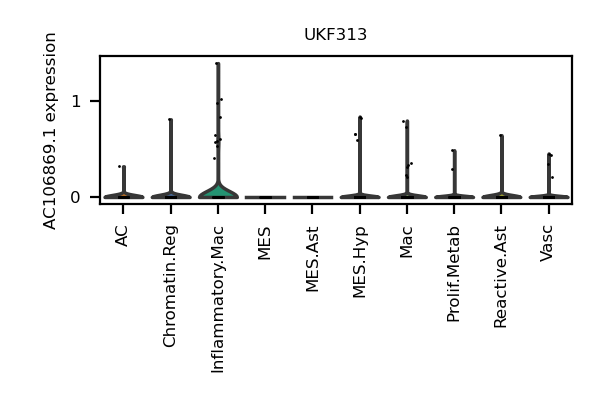 UKF313
AC106869.1 expression
1
0
AC
Chromatin.Reg
Inflammatory.Mac
MES
MES.Ast
MES.Hyp
Mac
Prolif.Metab
Reactive.Ast
Vasc